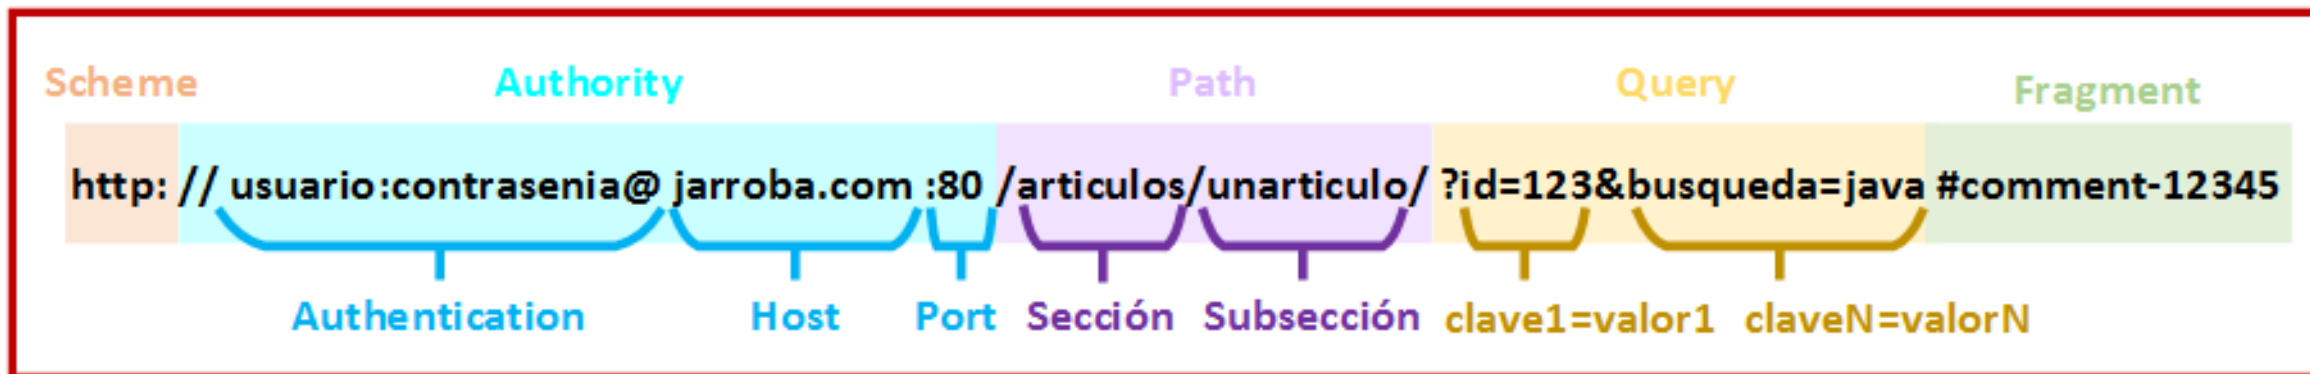 Scheme Authority Path Query Fragment
http: // usuario:contrasenia@ jarroba.com :80 /articulos/unarticulo/ ?id=123&busqueda=java #comment-12345
Authentication Host Port Sección Subsección clave1=valor1 claveN=valorN